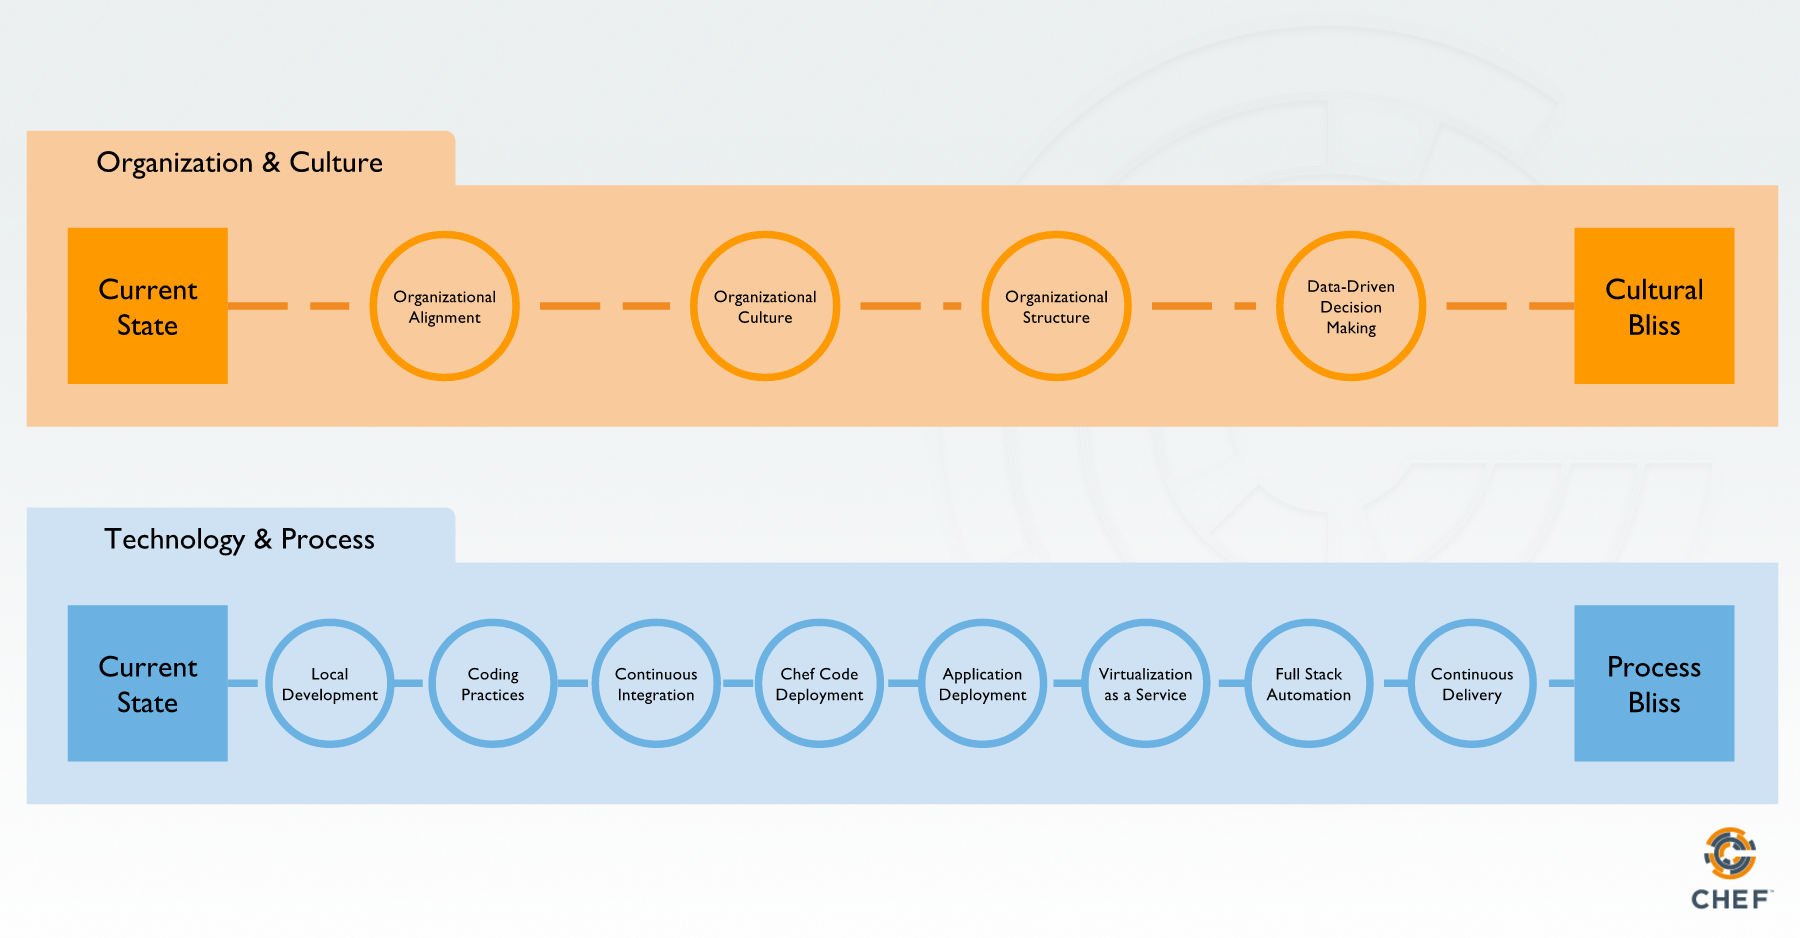 Organization & Culture
Current
State
Organizational
Alignment
Organizational
Culture
Organizational
Structure
Data-Driven
Decision
Making
Cultural
Bliss
Technology & Process
Current
State
Local
Development
Coding
Practices
Continuous
Integration
Chef Code
Deployment
Application
Deployment
Virtualization
as a Service
Full Stack
Automation
Continuous
Delivery
Process
Bliss
CHEF™